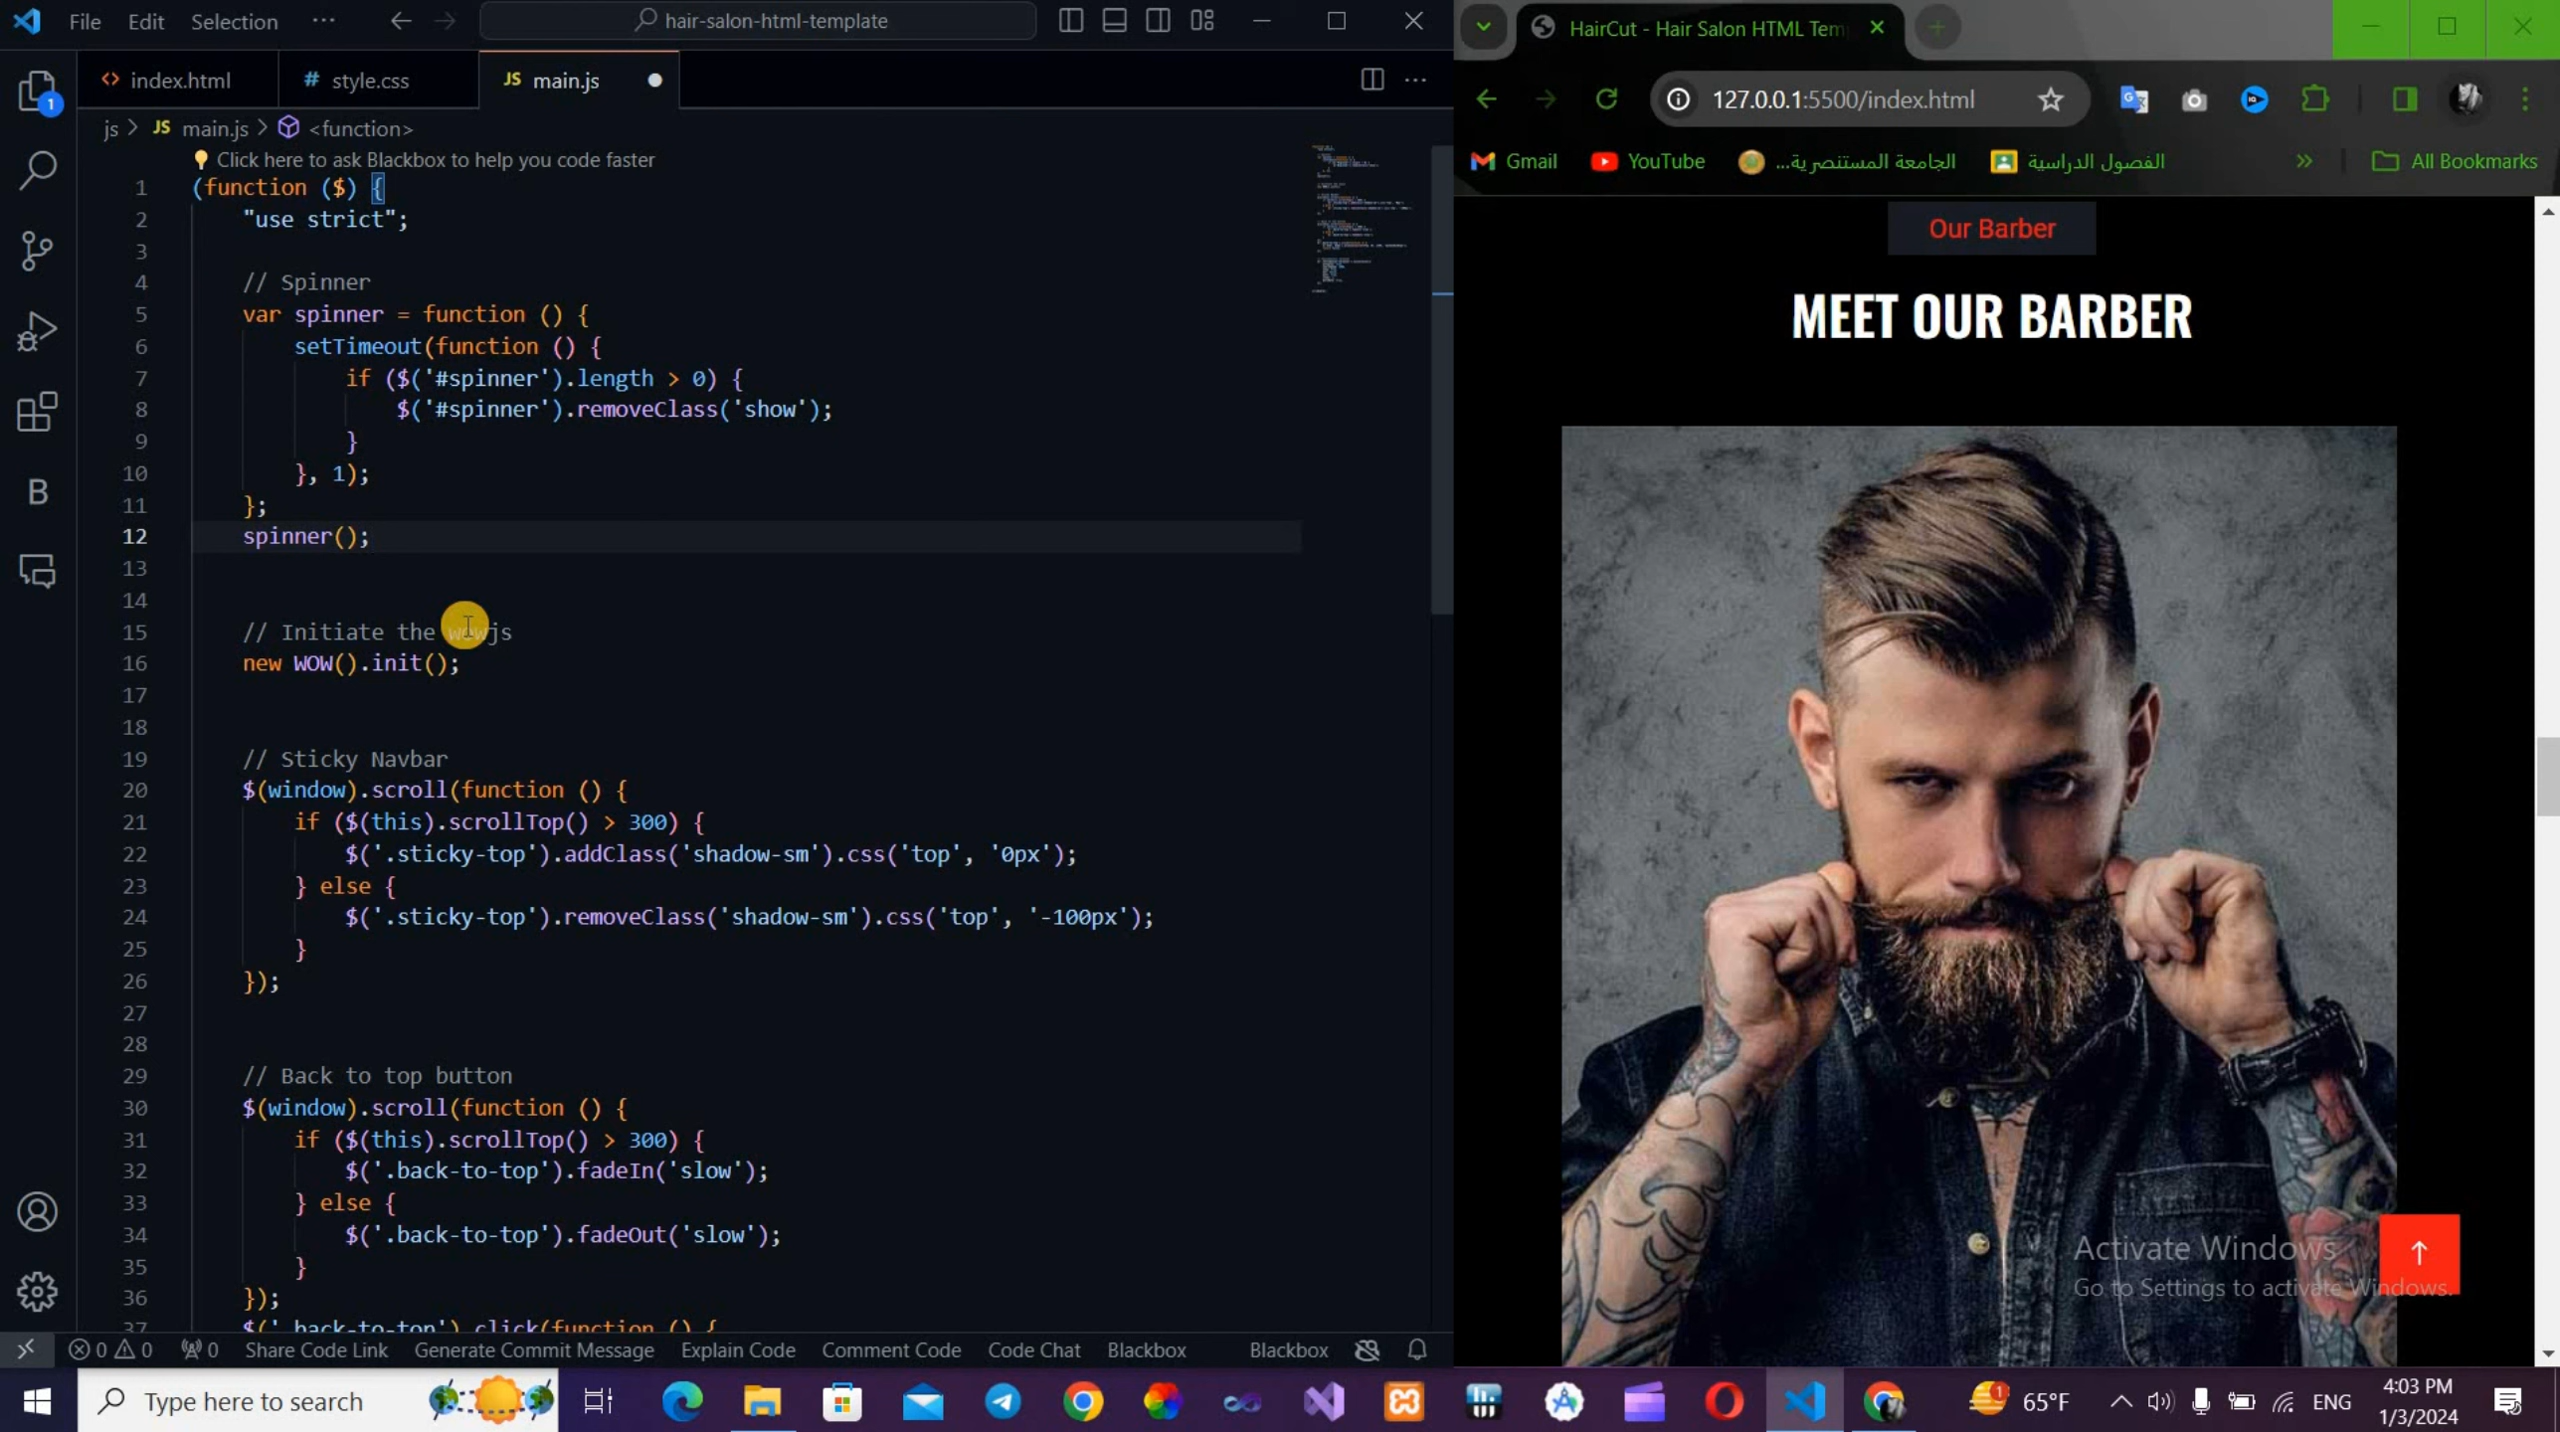 File Edit Selection ··· hair-salon-html-template
index.html style.css JS main.js
js > JS main.js > <function>
Click here to ask Blackbox to help you code faster
1 (function ($) {
2 "use strict";
3
4 // Spinner
5 var spinner = function () {
6 setTimeout(function () {
7 if ($('#spinner').length > 0) {
8 $('#spinner').removeClass('show');
9 }
10 }, 1);
11 };
12 spinner();
13
14
15 // Initiate the wowjs
16 new WOW().init();
17
18
19 // Sticky Navbar
20 $(window).scroll(function () {
21 if ($(this).scrollTop() > 300) {
22 $('.sticky-top').addClass('shadow-sm').css('top', '0px');
23 } else {
24 $('.sticky-top').removeClass('shadow-sm').css('top', '-100px');
25 }
26 });
27
28
29 // Back to top button
30 $(window).scroll(function () {
31 if ($(this).scrollTop() > 300) {
32 $('.back-to-top').fadeIn('slow');
33 } else {
34 $('.back-to-top').fadeOut('slow');
35 }
36 });
37 $('.back-to-top').click(function () {
0 0 0 Share Code Link Generate Commit Message Explain Code Comment Code Code Chat Blackbox Blackbox
HairCut - Hair Salon HTML Tem
127.0.0.1:5500/index.html
Gmail YouTube الجامعة المستنصرية... الفصول الدراسية » All Bookmarks
Our Barber
MEET OUR BARBER
Activate Windows
Go to Settings to activate Windows.
Type here to search
65°F ENG 4:03 PM
1/3/2024